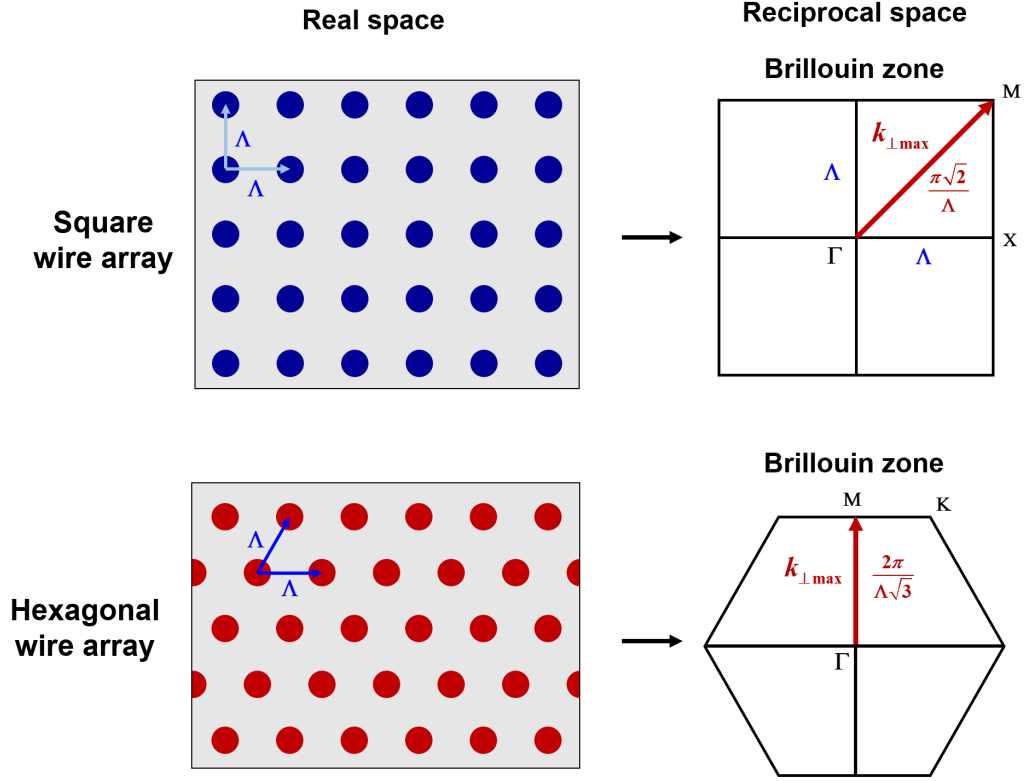 Real space
Reciprocal space
Brillouin zone
M
Λ
Λ
k⊥max
Λ
π√2
Λ
Square
wire array
Γ
Λ
X
Brillouin zone
M
K
Λ
Λ
k⊥max
2π
Λ√3
Hexagonal
wire array
Γ